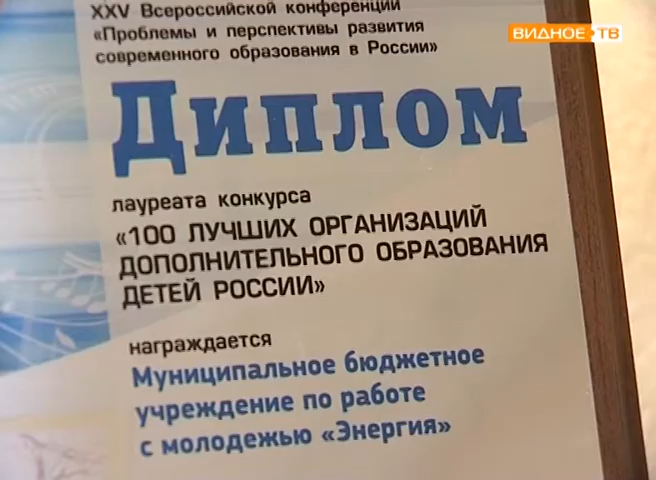 XXV Всероссийской конференции
«Проблемы и перспективы развития
современного образования в России»
ВИДНОЕ ТВ
Диплом
лауреата конкурса
«100 ЛУЧШИХ ОРГАНИЗАЦИЙ
ДОПОЛНИТЕЛЬНОГО ОБРАЗОВАНИЯ
ДЕТЕЙ РОССИИ»
награждается
Муниципальное бюджетное
учреждение по работе
с молодежью «Энергия»